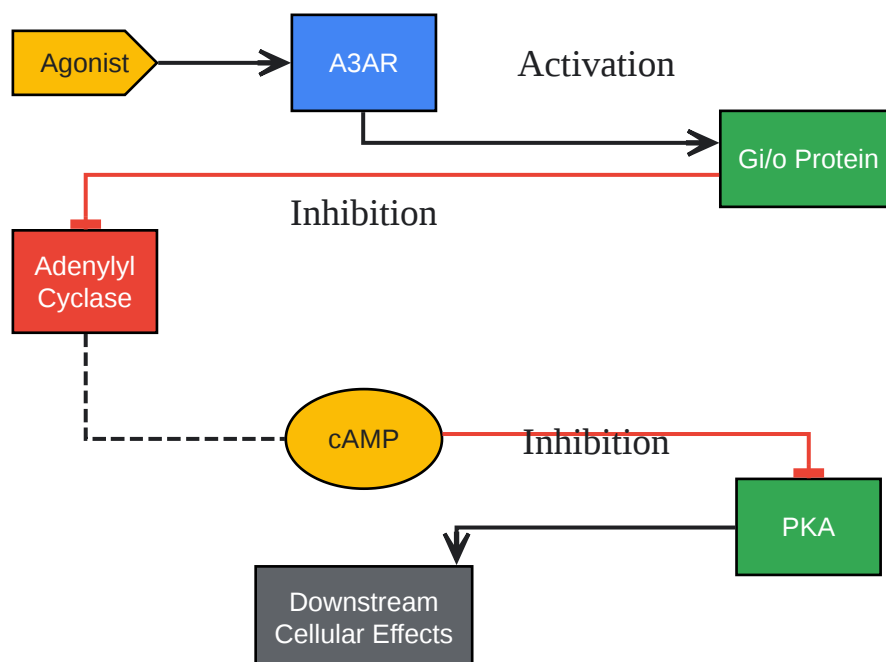 Agonist
A3AR
Activation
Gi/o Protein
Inhibition
Adenylyl
Cyclase
cAMP
Inhibition
PKA
Downstream
Cellular Effects